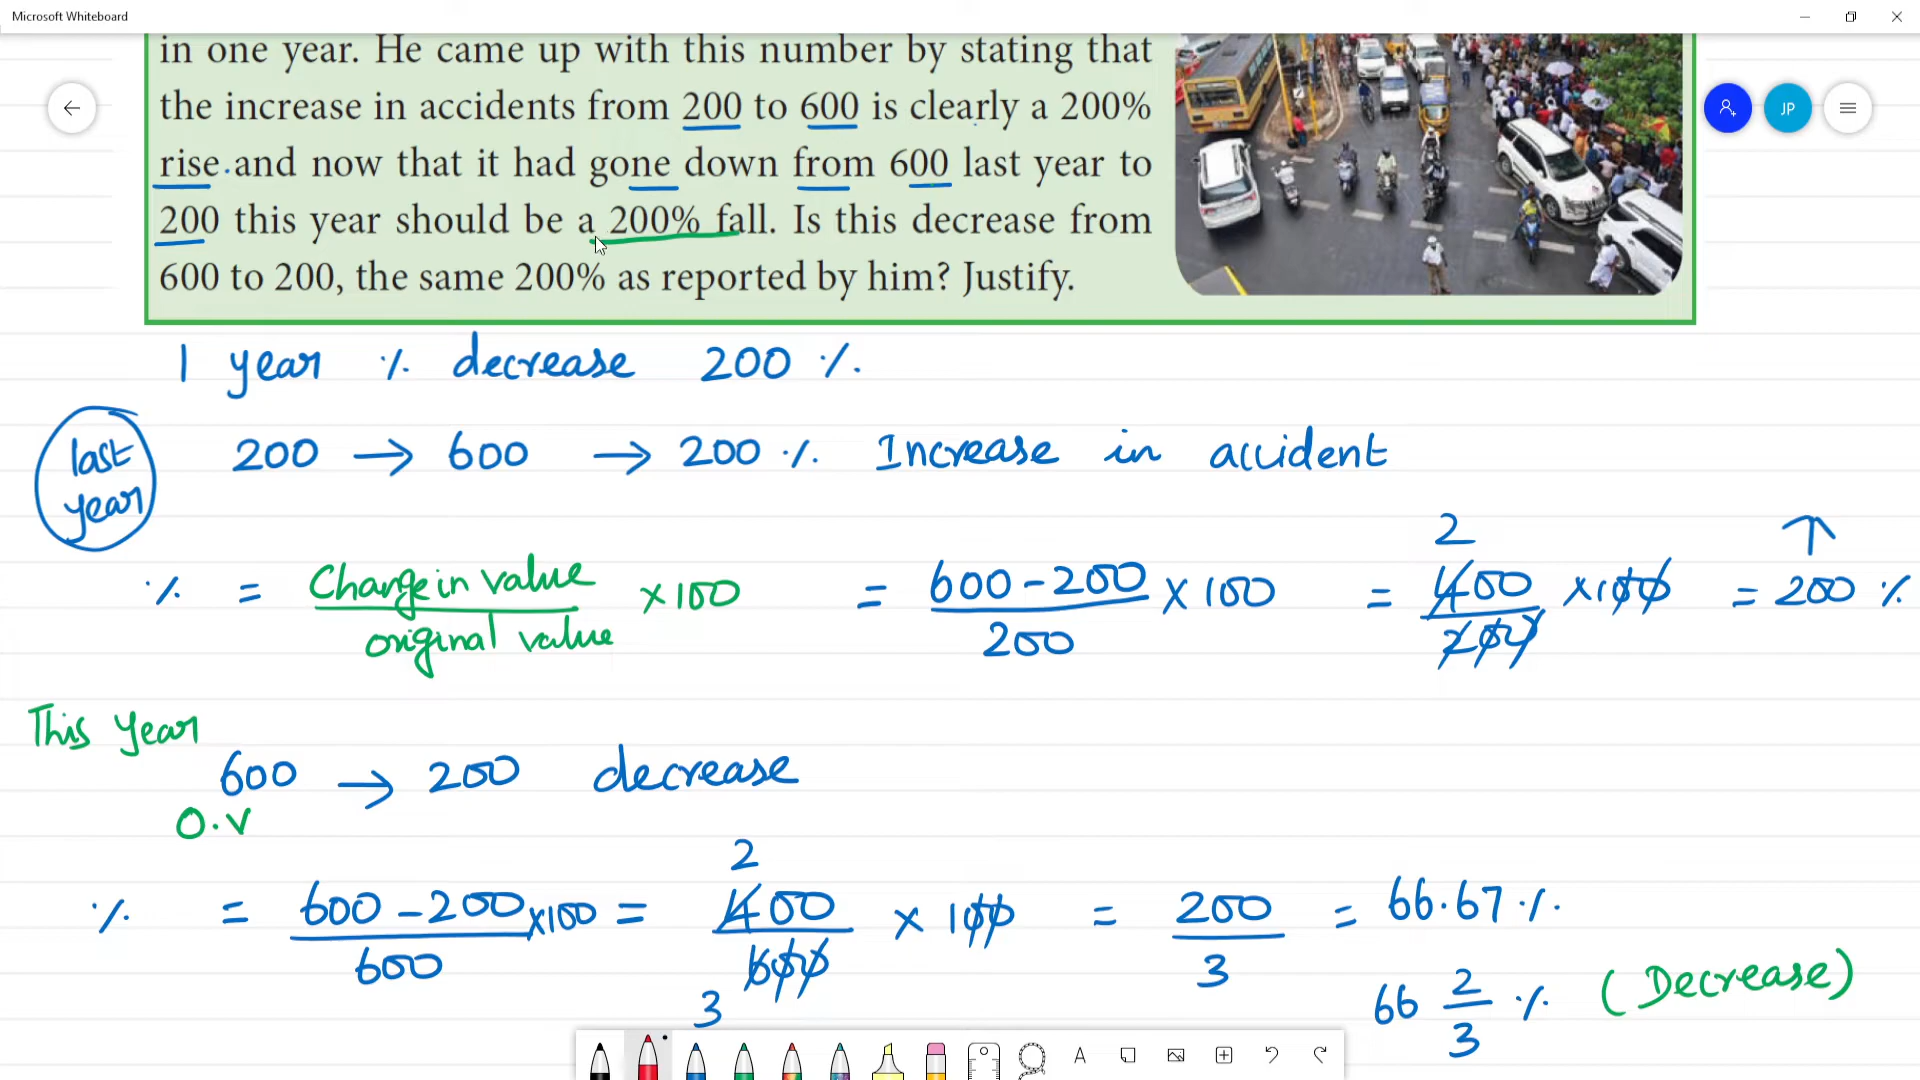 Microsoft Whiteboard
in one year. He came up with this number by stating that
the increase in accidents from 200 to 600 is clearly a 200%
rise and now that it had gone down from 600 last year to
200 this year should be a 200% fall. Is this decrease from
600 to 200, the same 200% as reported by him? Justify.
JP
1 year % decrease 200 %.
last year
200 → 600 → 200 % Increase in accident
% = Change in value / original value × 100 = 600 - 200 / 200 × 100 = 400 / 200 × 100 = 200 %
2
↑
This Year
600 → 200 decrease
O.V
2
% = 600 - 200 / 600 × 100 = 400 / 600 × 100 = 200 / 3 = 66.67 %.
3
66 2/3 % (Decrease)
A